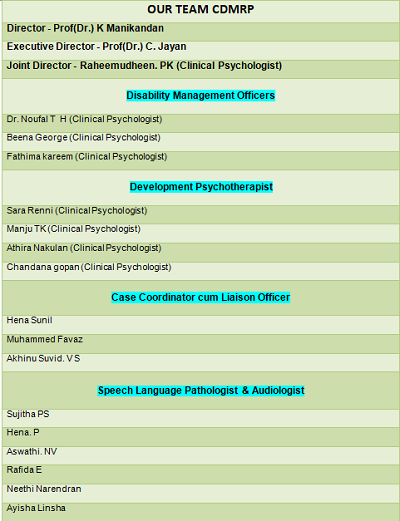 OUR TEAM CDMRP
Director - Prof(Dr.) K Manikandan
Executive Director - Prof(Dr.) C. Jayan
Joint Director - Raheemudheen. PK (Clinical Psychologist)
Disability Management Officers
Dr. Noufal T H (Clinical Psychologist)
Beena George (Clinical Psychologist)
Fathima kareem (Clinical Psychologist)
Development Psychotherapist
Sara Renni (Clinical Psychologist)
Manju TK (Clinical Psychologist)
Athira Nakulan (Clinical Psychologist)
Chandana gopan (Clinical Psychologist)
Case Coordinator cum Liaison Officer
Hena Sunil
Muhammed Favaz
Akhinu Suvid. V S
Speech Language Pathologist & Audiologist
Sujitha PS
Hena. P
Aswathi. NV
Rafida E
Neethi Narendran
Ayisha Linsha